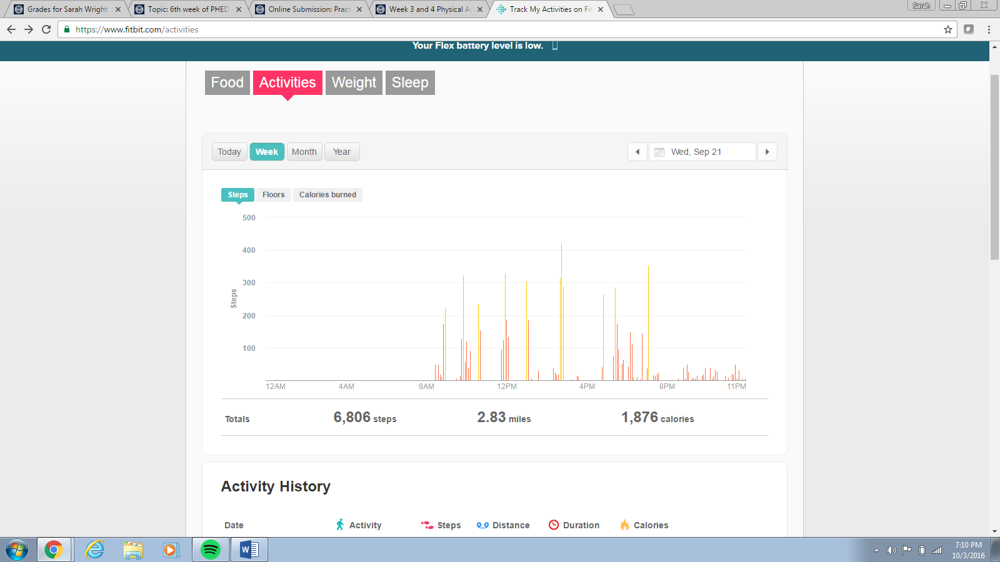 Grades for Sarah Wright:
Topic: 6th week of PHED
Online Submission: Pract
Week 3 and 4 Physical A
Track My Activities on Fit
Sarah
https://www.fitbit.com/activities
Your Flex battery level is low.
Food Activities Weight Sleep
Today Week Month Year
Wed, Sep 21
Steps Floors Calories burned
500
400
300
200
100
Steps
12AM 4AM 8AM 12PM 4PM 8PM 11PM
Totals 6,806 steps 2.83 miles 1,876 calories
Activity History
Date Activity Steps Distance Duration Calories
7:10 PM
10/3/2016